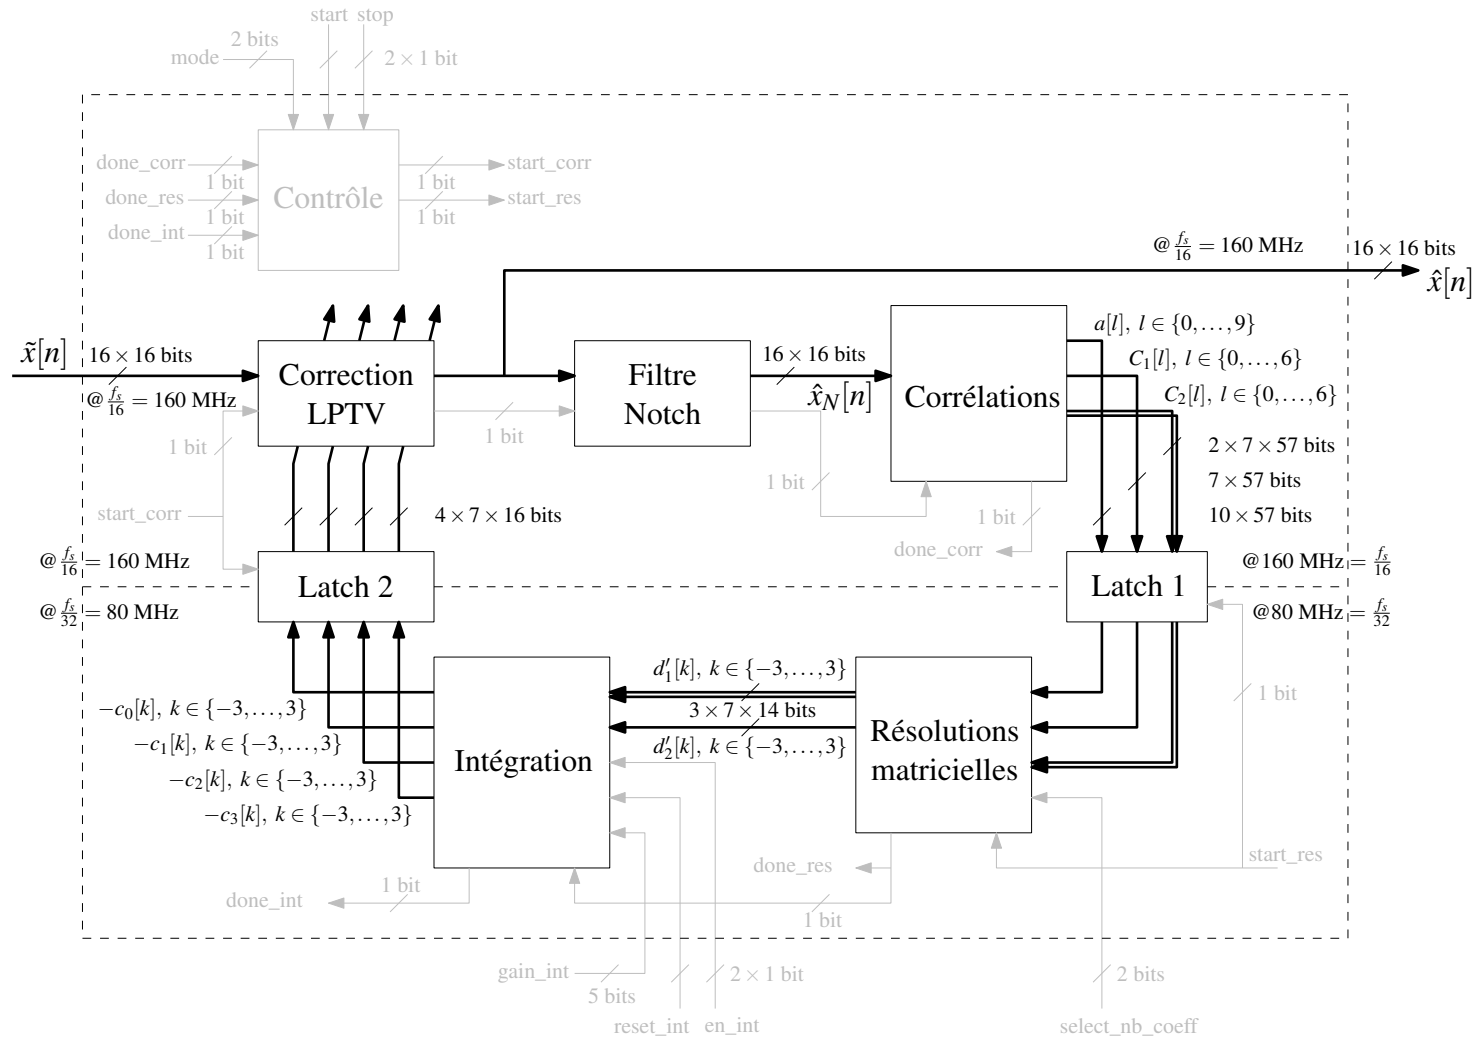 start stop
2 bits
mode
2 × 1 bit
done_corr
1 bit
done_res
1 bit
done_int
1 bit
Contrôle
1 bit
start_corr
1 bit
start_res
@ fs/16 = 160 MHz
16 × 16 bits
x̂[n]
x̃[n]
16 × 16 bits
@ fs/16 = 160 MHz
Correction
LPTV
1 bit
Filtre
Notch
16 × 16 bits
x̂_N[n]
Corrélations
a[l], l ∈ {0,…,9}
C₁[l], l ∈ {0,…,6}
C₂[l], l ∈ {0,…,6}
2 × 7 × 57 bits
7 × 57 bits
10 × 57 bits
1 bit
1 bit
done_corr
1 bit
start_corr
4 × 7 × 16 bits
@ fs/16 = 160 MHz
@ fs/32 = 80 MHz
Latch 2
Latch 1
@160 MHz = fs/16
@80 MHz = fs/32
1 bit
start_res
d′₁[k], k ∈ {−3,…,3}
3 × 7 × 14 bits
d′₂[k], k ∈ {−3,…,3}
Résolutions
matricielles
Intégration
−c₀[k], k ∈ {−3,…,3}
−c₁[k], k ∈ {−3,…,3}
−c₂[k], k ∈ {−3,…,3}
−c₃[k], k ∈ {−3,…,3}
done_res
1 bit
1 bit
done_int
gain_int
5 bits
reset_int
en_int
2 × 1 bit
2 bits
select_nb_coeff